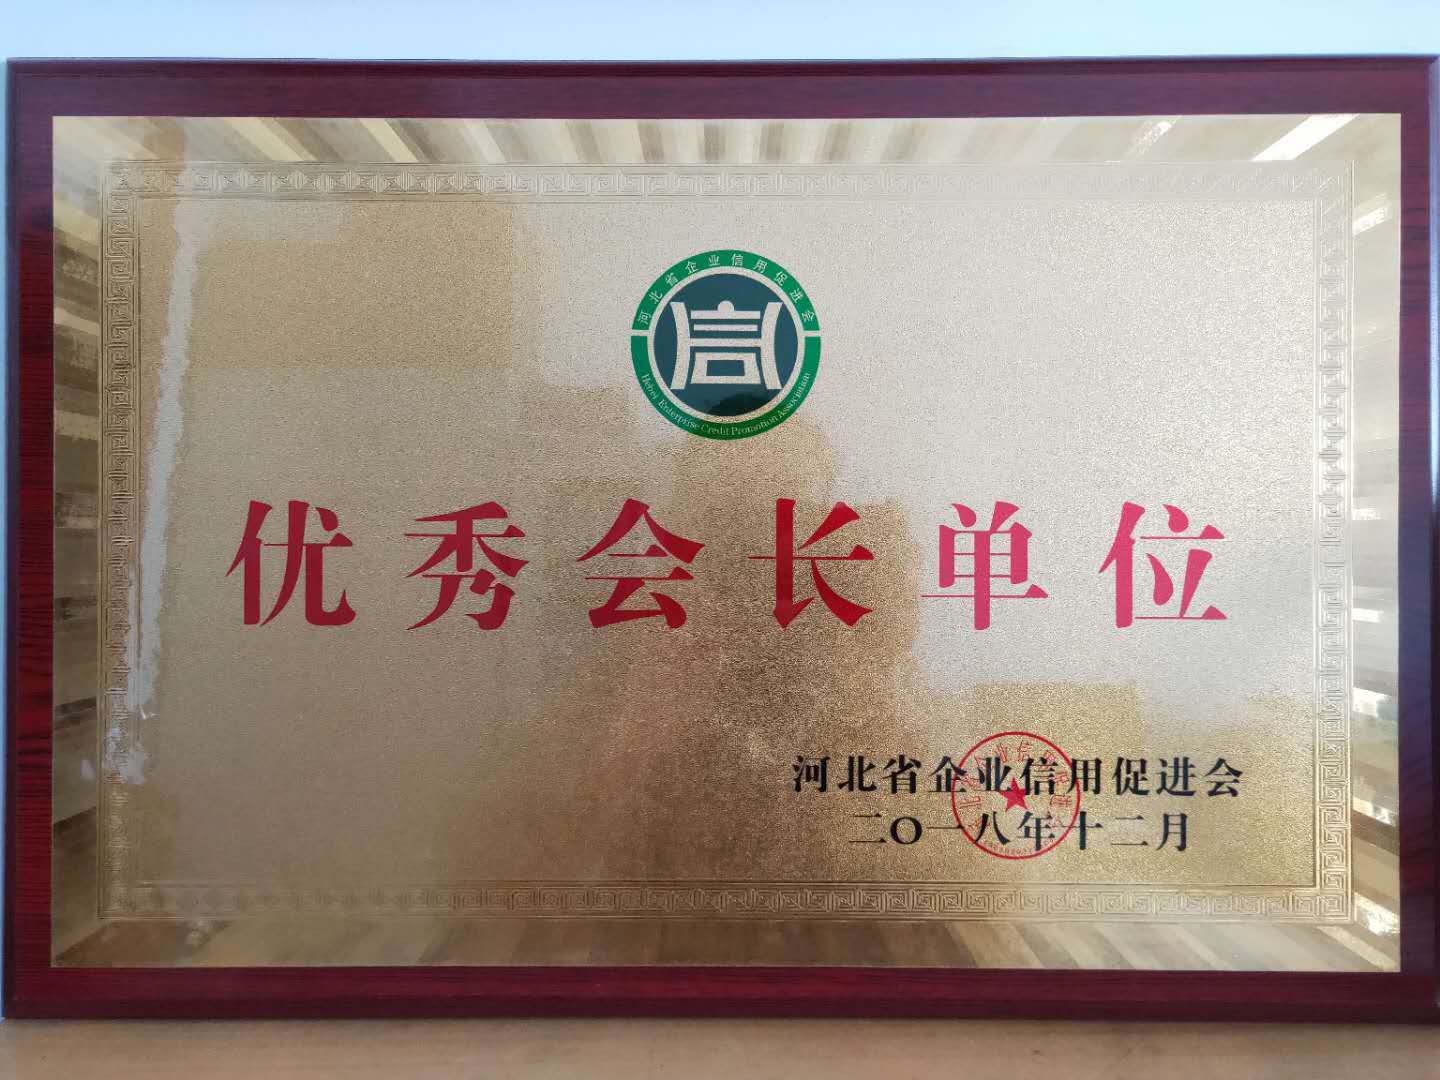 河北省企业信用促进会
信
Hebei Enterprise Credit Promotion Association
优秀会长单位
河北省企业信用促进会
二〇一八年十二月